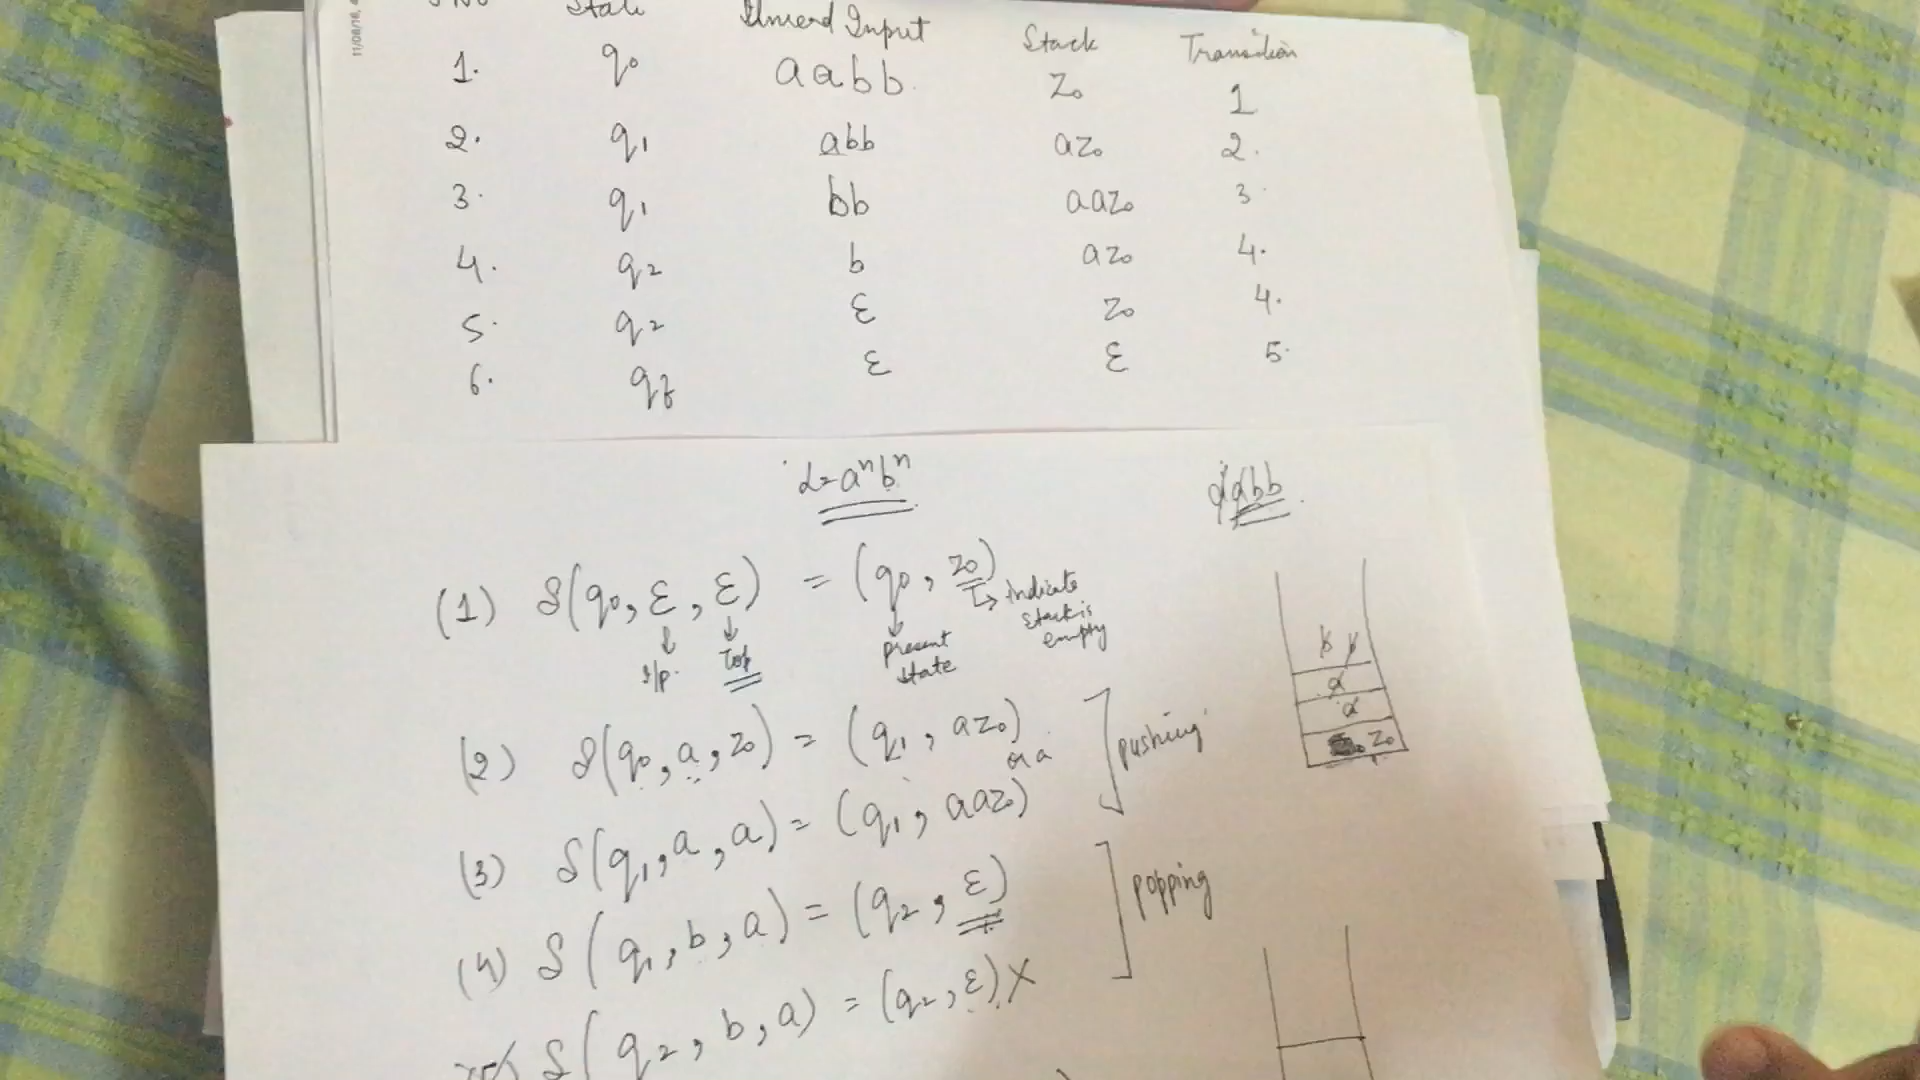 S.No State Unread Input Stack Transition
1. q0 aabb z0 1
2. q1 abb az0 2.
3. q1 bb aaz0 3
4. q2 b az0 4.
5. q2 ε z0 4.
6. qf ε ε 5.
L=aⁿbⁿ aabb
(1) δ(q0, ε, ε) = (q0, z0)
↓ I/p. ↓ Top ↓ present state ↳ indicate stack is empty
(2) δ(q0, a, z0) = (q1, az0) pushing
aa
(3) δ(q1, a, a) = (q1, aaz0)
(4) δ(q1, b, a) = (q2, ε) popping
δ(q2, b, a) = (q2, ε) X
b b
a
a
z0